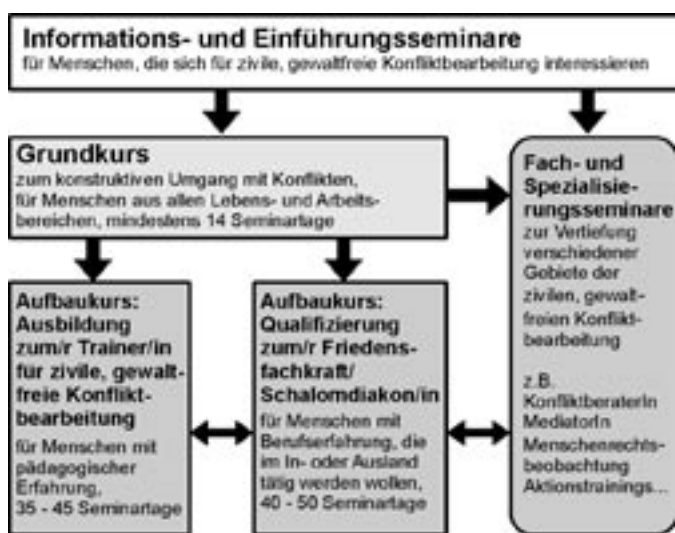 Informations- und Einführungsseminare
für Menschen, die sich für zivile, gewaltfreie Konfliktbearbeitung interessieren
Grundkurs
zum konstruktiven Umgang mit Konflikten,
für Menschen aus allen Lebens- und Arbeits-
bereichen, mindestens 14 Seminartage
Fach- und
Spezialisie-
rungsseminare
zur Vertiefung
verschiedener
Gebiete der
zivilen, gewalt-
freien Konflikt-
bearbeitung
z.B.
KonfliktberaterIn
MediatorIn
Menschenrechts-
beobachtung
Aktionstrainings...
Aufbaukurs:
Ausbildung
zum/r Trainer/in
für zivile, gewalt-
freie Konflikt-
bearbeitung
für Menschen mit
pädagogischer
Erfahrung,
35 - 45 Seminartage
Aufbaukurs:
Qualifizierung
zum/r Friedens-
fachkraft/
Schalomdiakon/in
für Menschen mit
Berufserfahrung, die
im In- oder Ausland
tätig werden wollen,
40 - 50 Seminartage